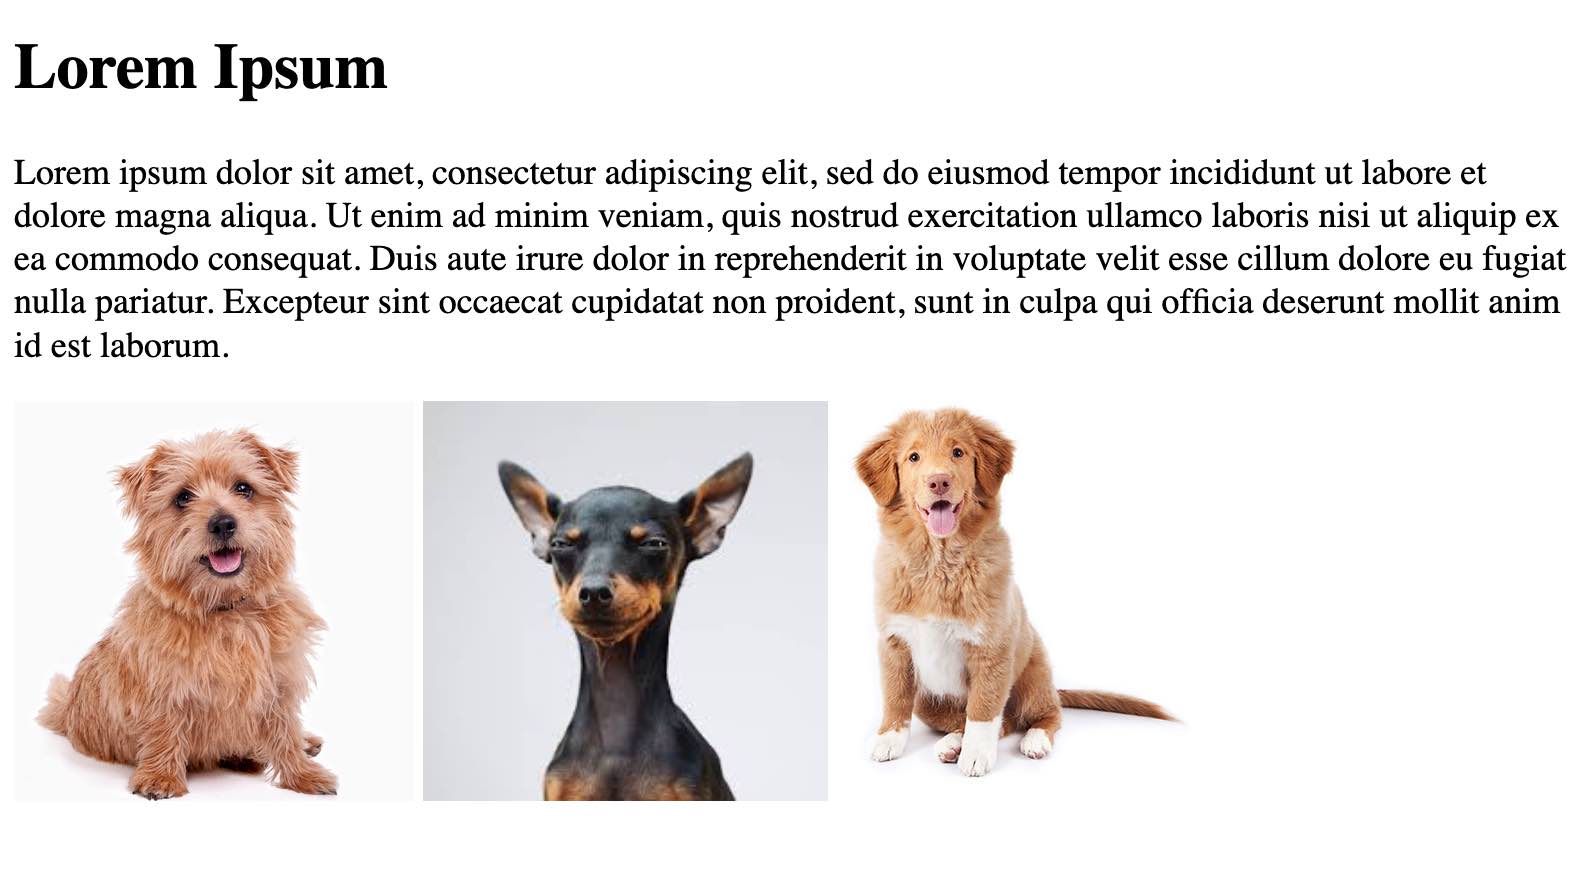 Lorem Ipsum
Lorem ipsum dolor sit amet, consectetur adipiscing elit, sed do eiusmod tempor incididunt ut labore et
dolore magna aliqua. Ut enim ad minim veniam, quis nostrud exercitation ullamco laboris nisi ut aliquip ex
ea commodo consequat. Duis aute irure dolor in reprehenderit in voluptate velit esse cillum dolore eu fugiat
nulla pariatur. Excepteur sint occaecat cupidatat non proident, sunt in culpa qui officia deserunt mollit anim
id est laborum.